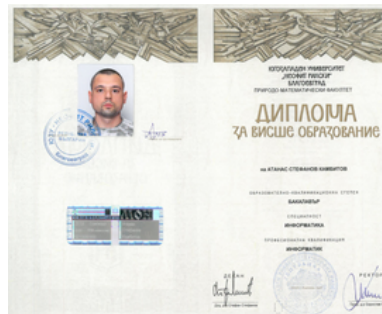 ЮГОЗАПАДЕН УНИВЕРСИТЕТ
„НЕОФИТ РИЛСКИ“
БЛАГОЕВГРАД
ПРИРОДО-МАТЕМАТИЧЕСКИ ФАКУЛТЕТ
ДИПЛОМА
ЗА ВИСШЕ ОБРАЗОВАНИЕ
на АТАНАС СТЕФАНОВ
ОБРАЗОВАТЕЛНО-КВАЛИФИКАЦИОННА СТЕПЕН
БАКАЛАВЪР
СПЕЦИАЛНОСТ
ИНФОРМАТИКА
ПРОФЕСИОНАЛНА КВАЛИФИКАЦИЯ
ИНФОРМАТИК
ДЕКАН
РЕКТОР